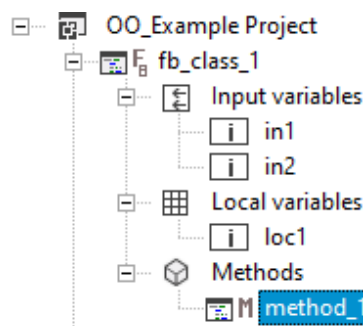 OO_Example Project
fb_class_1
Input variables
i in1
i in2
Local variables
i loc1
Methods
M method_1